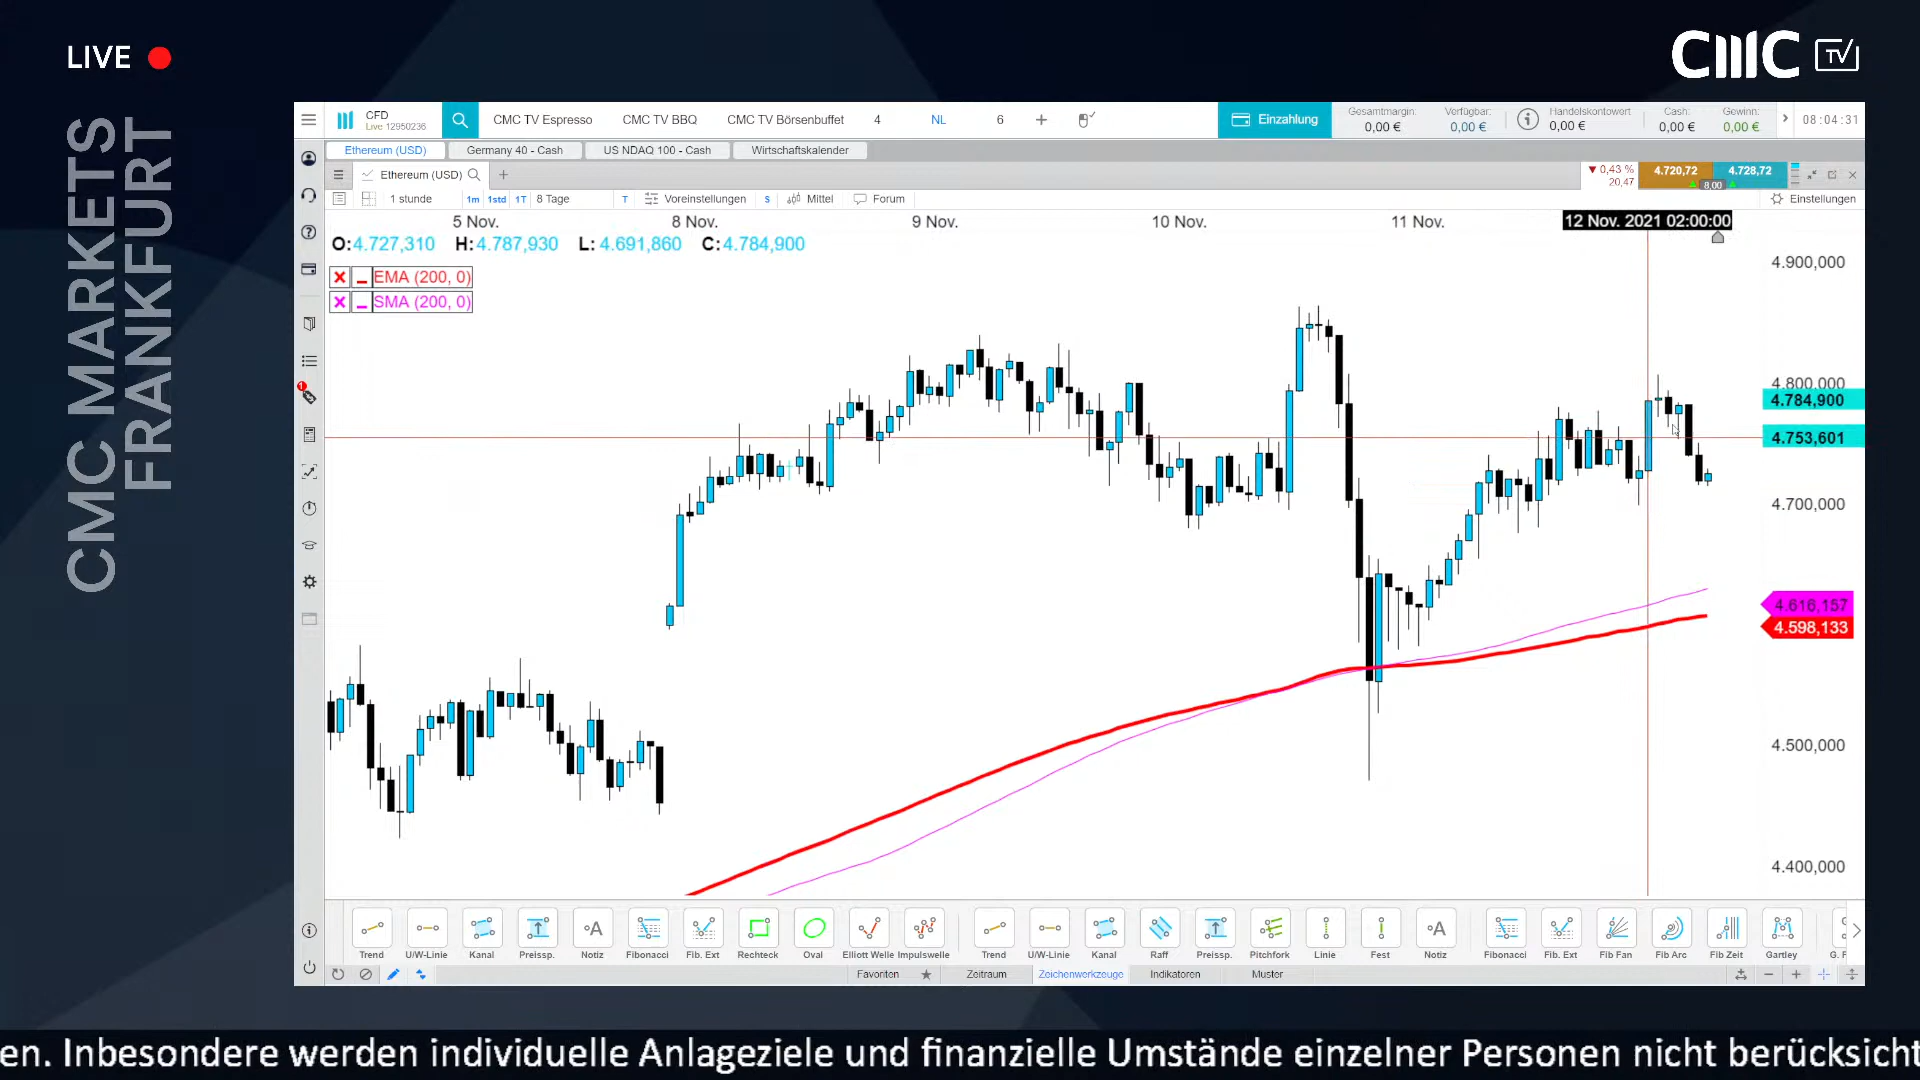 LIVE
CMC TV
CMC MARKETS
FRANKFURT
CFD
Live 12950236
CMC TV Espresso
CMC TV BBQ
CMC TV Börsenbuffet
4
NL
6
Einzahlung
Gesamtmargin:
0,00 €
Verfügbar:
0,00 €
Handelskontowert
0,00 €
Cash:
0,00 €
Gewinn:
0,00 €
08:04:31
Ethereum (USD)
Germany 40 - Cash
US NDAQ 100 - Cash
Wirtschaftskalender
Ethereum (USD)
0,43 %
20,47
4.720,72
4.728,72
8,00
1 stunde
1m
1std
1T
8 Tage
T
Voreinstellungen
S
Mittel
Forum
Einstellungen
5 Nov.
8 Nov.
9 Nov.
10 Nov.
11 Nov.
12 Nov. 2021 02:00:00
O:4.727,310 H:4.787,930 L:4.691,860 C:4.784,900
EMA (200, 0)
SMA (200, 0)
4.900,000
4.800,000
4.784,900
4.753,601
4.700,000
4.616,157
4.598,133
4.500,000
4.400,000
1
Trend
U/W-Linie
Kanal
Preissp.
Notiz
Fibonacci
Fib. Ext
Rechteck
Oval
Elliott Welle
Impulswelle
Trend
U/W-Linie
Kanal
Raff
Preissp.
Pitchfork
Linie
Fest
Notiz
Fibonacci
Fib. Ext
Fib Fan
Fib Arc
Fib Zeit
Gartley
Favoriten
Zeitraum
Zeichenwerkzeuge
Indikatoren
Muster
en. Inbesondere werden individuelle Anlageziele und finanzielle Umstände einzelner Personen nicht berücksicht